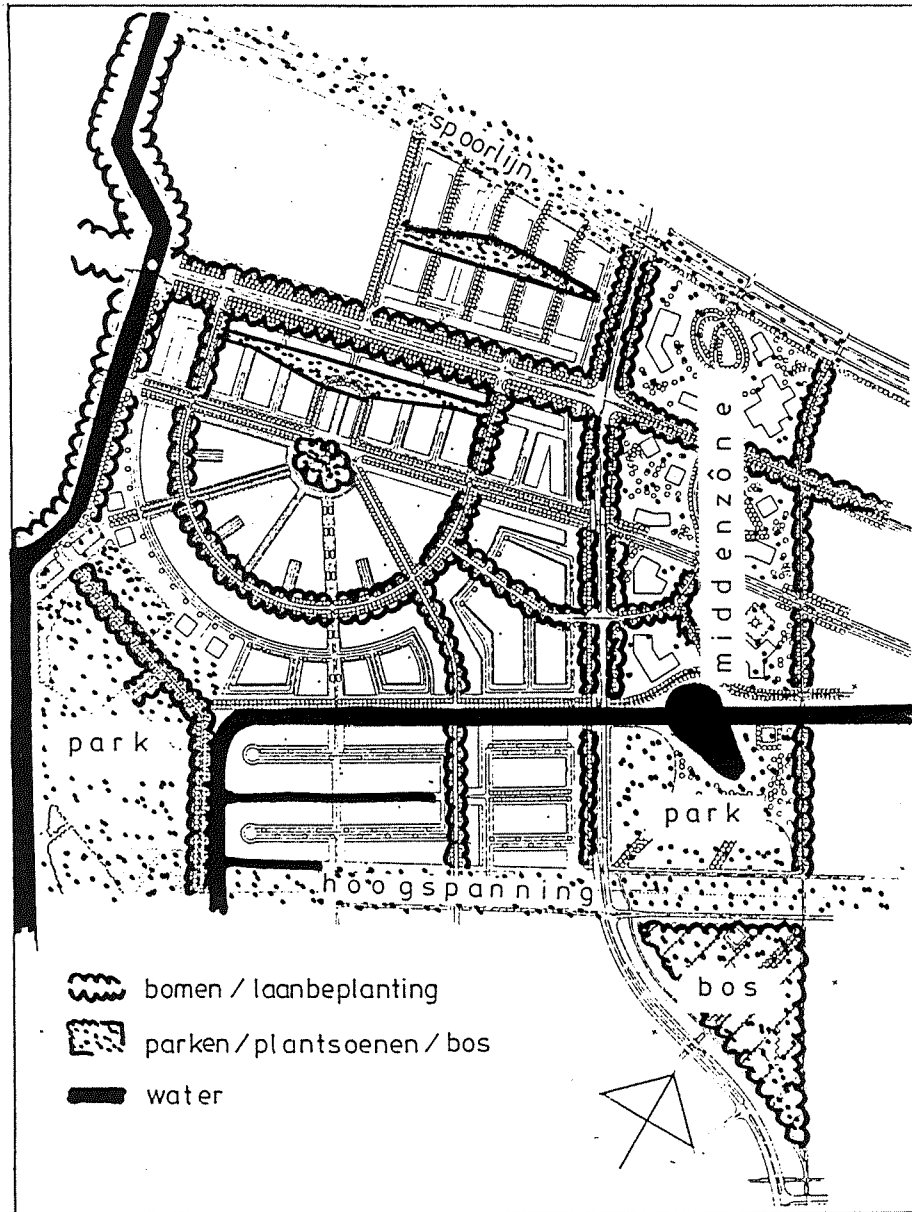 spoorlijn
middenzône
park
park
hoogspanning
bos
bomen / laanbeplanting
parken / plantsoenen / bos
water